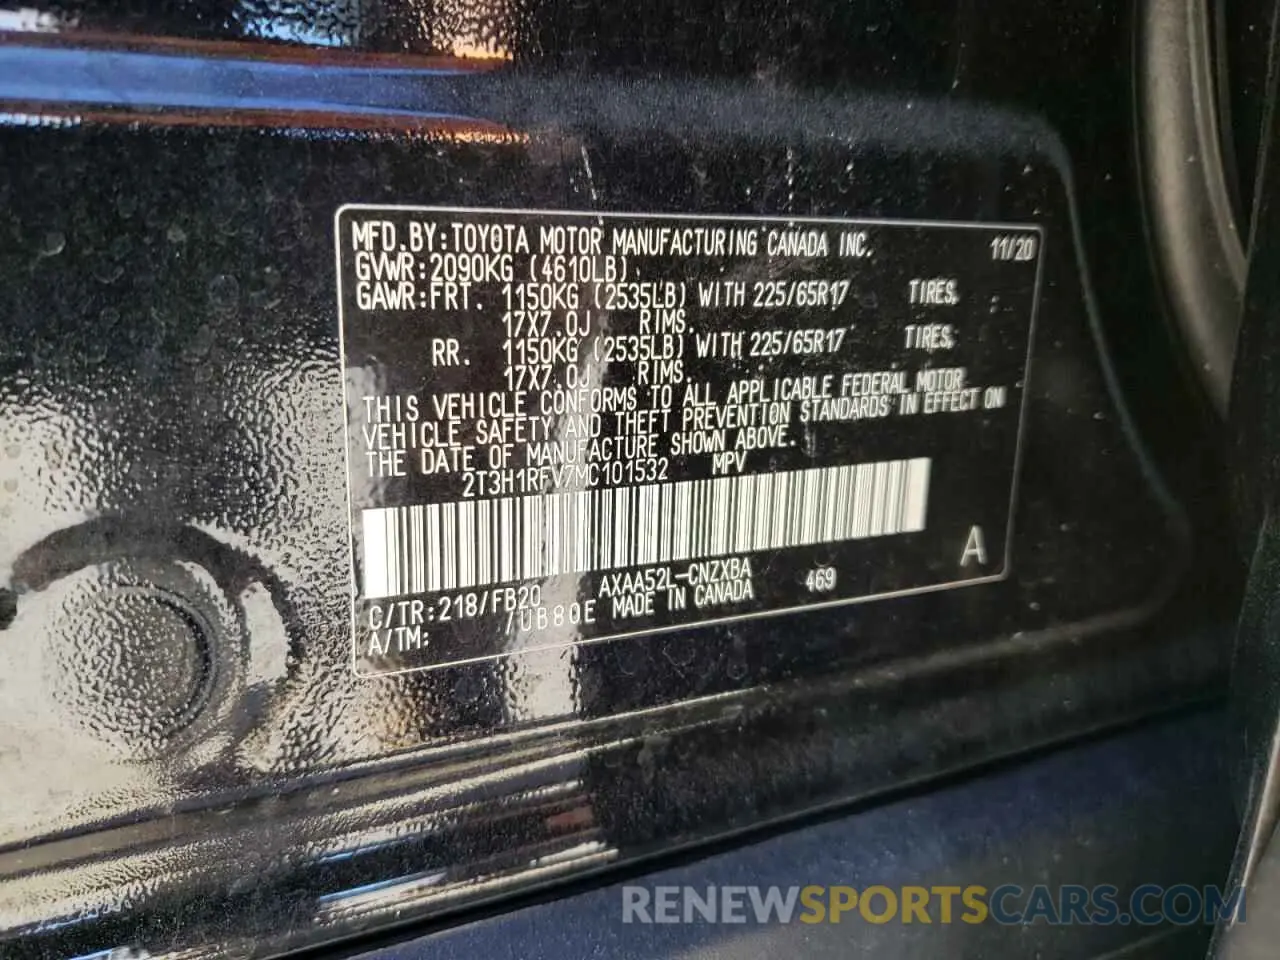 MFD.BY:TOYOTA MOTOR MANUFACTURING CANADA INC. 11/20
GVWR:2090KG (4610LB)
GAWR:FRT. 1150KG (2535LB) WITH 225/65R17 TIRES,
17X7.0J RIMS.
RR. 1150KG (2535LB) WITH 225/65R17 TIRES,
17X7.0J RIMS.
THIS VEHICLE CONFORMS TO ALL APPLICABLE FEDERAL MOTOR
VEHICLE SAFETY AND THEFT PREVENTION STANDARDS IN EFFECT ON
THE DATE OF MANUFACTURE SHOWN ABOVE.
2T3H1RFV7MC101532 MPV
C/TR:218/FB20 AXAA52L-CNZXBA 469 A
A/TM: /UB80E MADE IN CANADA
RENEWSPORTSCARS.COM